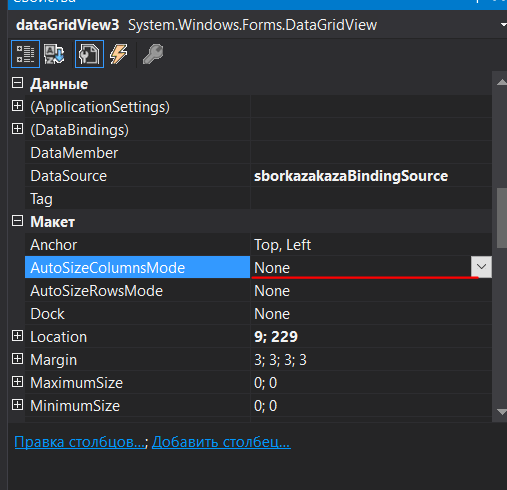 Свойства
dataGridView3 System.Windows.Forms.DataGridView
Данные
(ApplicationSettings)
(DataBindings)
DataMember
DataSource sborkazakazaBindingSource
Tag
Макет
Anchor Top, Left
AutoSizeColumnsMode None
AutoSizeRowsMode None
Dock None
Location 9; 229
Margin 3; 3; 3; 3
MaximumSize 0; 0
MinimumSize 0; 0
Правка столбцов...; Добавить столбец...